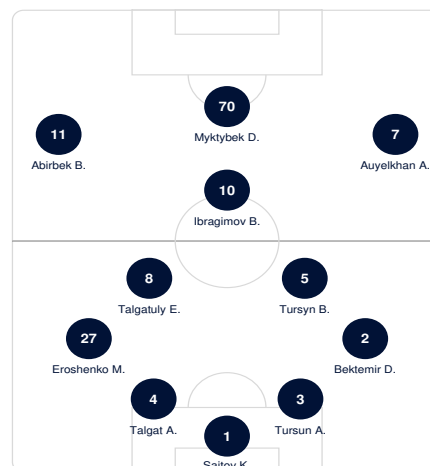 70
Myktybek D.
11
Abirbek B.
7
Auyelkhan A.
10
Ibragimov B.
8
Talgatuly E.
5
Tursyn B.
27
Eroshenko M.
2
Bektemir D.
4
Talgat A.
3
Tursun A.
1
Saitov K.